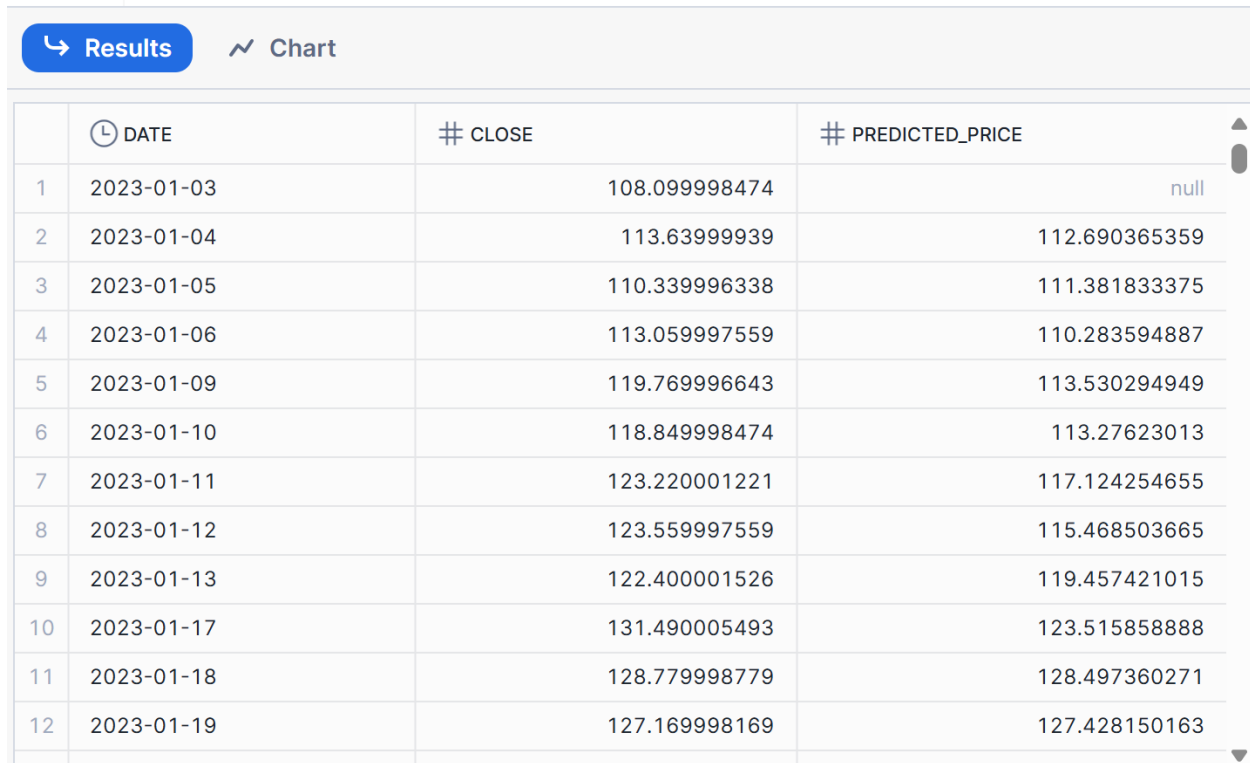 Results Chart
DATE CLOSE PREDICTED_PRICE
1 2023-01-03 108.099998474 null
2 2023-01-04 113.63999939 112.690365359
3 2023-01-05 110.339996338 111.381833375
4 2023-01-06 113.059997559 110.283594887
5 2023-01-09 119.769996643 113.530294949
6 2023-01-10 118.849998474 113.27623013
7 2023-01-11 123.220001221 117.124254655
8 2023-01-12 123.559997559 115.468503665
9 2023-01-13 122.400001526 119.457421015
10 2023-01-17 131.490005493 123.515858888
11 2023-01-18 128.779998779 128.497360271
12 2023-01-19 127.169998169 127.428150163